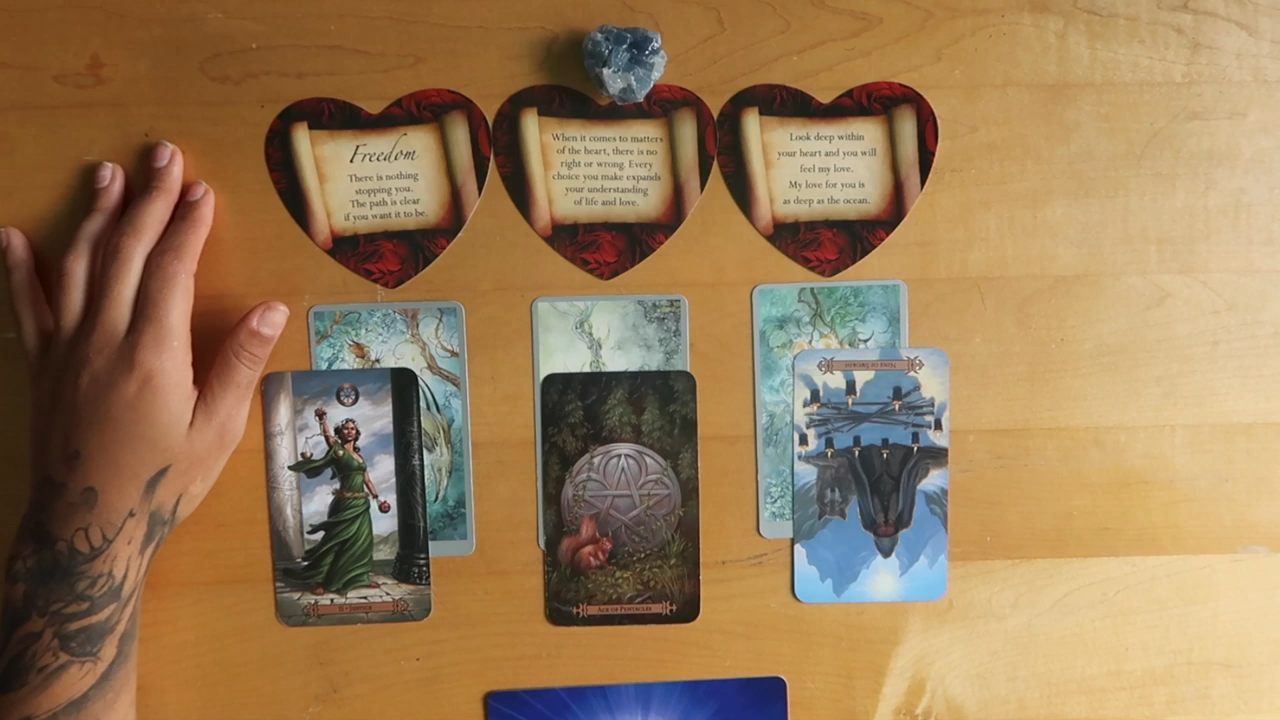 Freedom
There is nothing
stopping you.
The path is clear
if you want it to be.
When it comes to matters
of the heart, there is no
right or wrong. Every
choice you make expands
your understanding
of life and love.
Look deep within
your heart and you will
feel my love.
My love for you is
as deep as the ocean.
Justice
Ace of Pentacles
Nine of